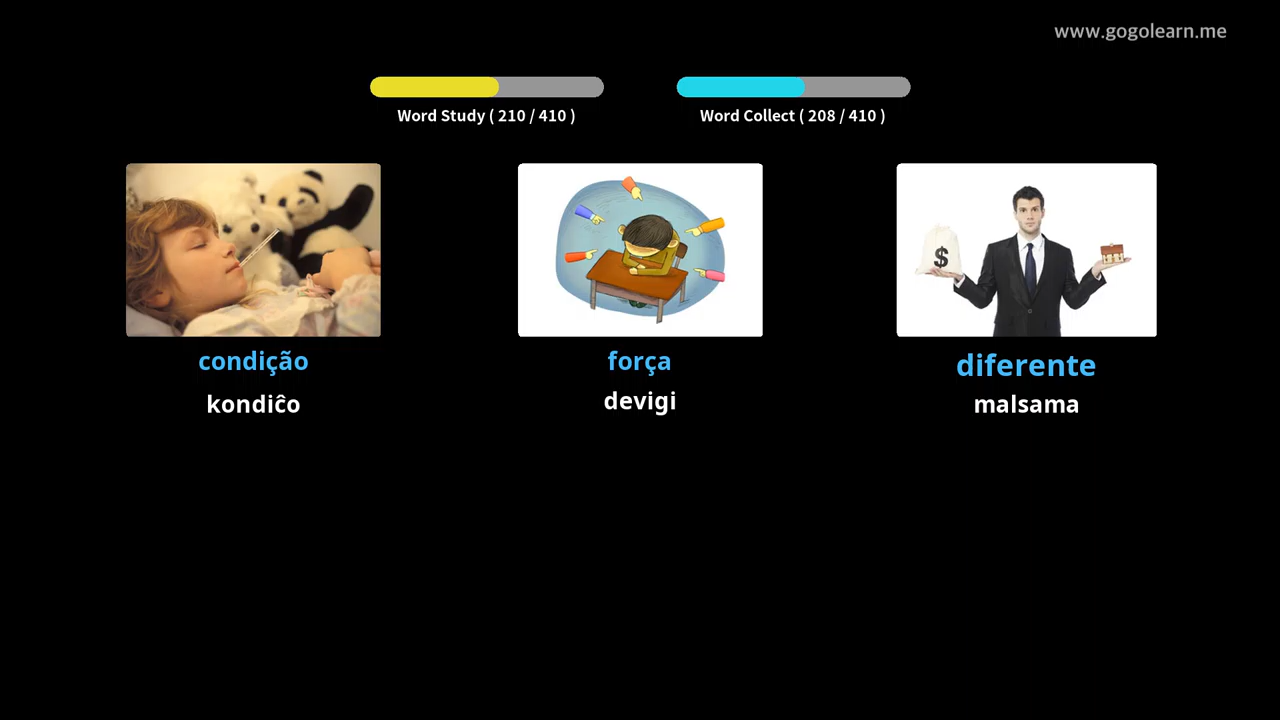 www.gogolearn.me
Word Study ( 210 / 410 )
Word Collect ( 208 / 410 )
$
condição
força
diferente
kondiĉo
devigi
malsama